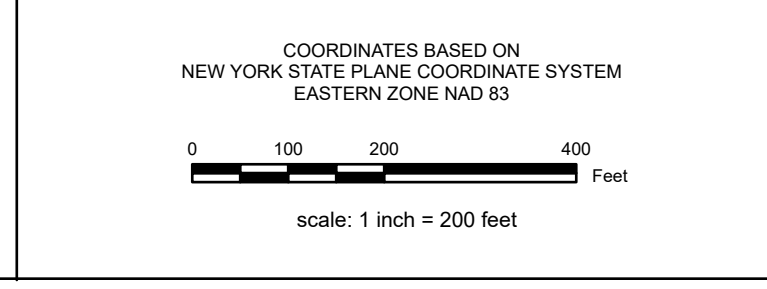 COORDINATES BASED ON
NEW YORK STATE PLANE COORDINATE SYSTEM
EASTERN ZONE NAD 83
0 100 200 400
Feet
scale: 1 inch = 200 feet